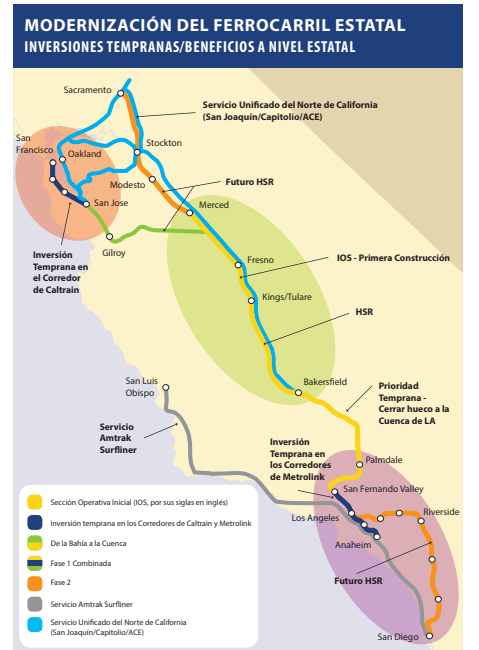 MODERNIZACIÓN DEL FERROCARRIL ESTATAL
INVERSIONES TEMPRANAS/BENEFICIOS A NIVEL ESTATAL
Sacramento
Servicio Unificado del Norte de California
(San Joaquín/Capitolio/ACE)
San
Francisco
Oakland
Stockton
Modesto
Futuro HSR
San Jose
Merced
Gilroy
Inversión
Temprana en
el Corredor
de Caltrain
Fresno
IOS - Primera Construcción
Kings/Tulare
HSR
San Luis
Obispo
Bakersfield
Prioridad
Temprana -
Cerrar hueco a la
Cuenca de LA
Servicio
Amtrak
Surfliner
Inversión
Temprana en
los Corredores
de Metrolink
Palmdale
San Fernando Valley
Los Angeles
Riverside
Anaheim
Futuro HSR
San Diego
Sección Operativa Inicial (IOS, por sus siglas en inglés)
Inversión temprana en los Corredores de Caltrain y Metrolink
De la Bahía a la Cuenca
Fase 1 Combinada
Fase 2
Servicio Amtrak Surfliner
Servicio Unificado del Norte de California
(San Joaquín/Capitolio/ACE)